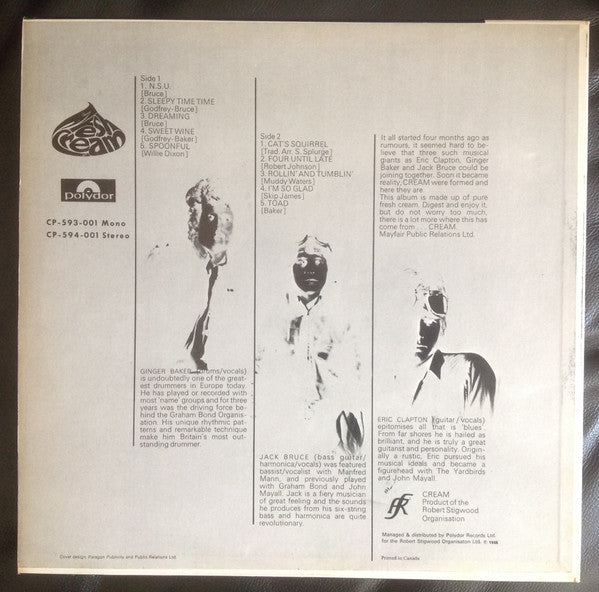 Fresh
Cream
polydor
CP-593-001 Mono
CP-594-001 Stereo
Side 1
1. N.S.U.
[Bruce]
2. SLEEPY TIME TIME
[Godfrey-Bruce]
3. DREAMING
[Bruce]
4. SWEET WINE
[Godfrey-Baker]
5. SPOONFUL
[Willie Dixon]
Side 2
1. CAT'S SQUIRREL
[Trad. Arr. S. Splurge]
2. FOUR UNTIL LATE
[Robert Johnson]
3. ROLLIN' AND TUMBLIN'
[Muddy Waters]
4. I'M SO GLAD
[Skip James]
5. TOAD
[Baker]
It all started four months ago as
rumours, it seemed hard to be-
lieve that three such musical
giants as Eric Clapton, Ginger
Baker and Jack Bruce could be
joining together. Soon it became
reality, CREAM were formed and
here they are.
This album is made up of pure
fresh cream. Digest and enjoy it,
but do not worry too much,
there is a lot more where this has
come from . . . CREAM.
Mayfair Public Relations Ltd.
GINGER BAKER (drums/vocals)
is undoubtedly one of the great-
est drummers in Europe today.
He has played or recorded with
most 'name' groups and for three
years was the driving force be-
hind the Graham Bond Organis-
ation. His unique rhythmic pat-
terns and remarkable technique
make him Britain's most out-
standing drummer.
JACK BRUCE (bass guitar/
harmonica/vocals) was featured
bassist/vocalist with Manfred
Mann, and previously played
with Graham Bond and John
Mayall. Jack is a fiery musician
of great feeling and the sounds
he produces from his six-string
bass and harmonica are quite
revolutionary.
ERIC CLAPTON (guitar/vocals)
epitomises all that is 'blues'.
From far shores he is hailed as
brilliant, and he is truly a great
guitarist and personality. Origin-
ally a rustic, Eric pursued his
musical ideals and became a
figurehead with The Yardbirds
and John Mayall.
CREAM
Product of the
Robert Stigwood
Organisation
Managed & distributed by Polydor Records Ltd.
for the Robert Stigwood Organisation Ltd. ℗ 1966
Cover design, Paragon Publicity and Public Relations Ltd.
Printed in Canada